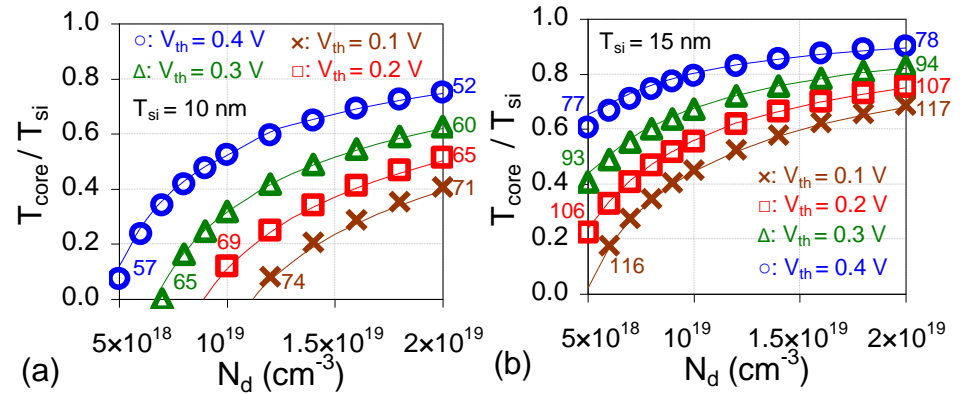 T_core / T_si
1.0
0.8
0.6
0.4
0.2
0.0
○: V_th = 0.4 V ×: V_th = 0.1 V
Δ: V_th = 0.3 V □: V_th = 0.2 V
T_si = 10 nm
52
60
65
71
57
65
69
74
5×10^18 10^19 1.5×10^19 2×10^19
(a) N_d (cm^-3)
T_core / T_si
1.0
0.8
0.6
0.4
0.2
0.0
T_si = 15 nm
78
94
107
117
77
93
106
116
×: V_th = 0.1 V
□: V_th = 0.2 V
Δ: V_th = 0.3 V
○: V_th = 0.4 V
5×10^18 10^19 1.5×10^19 2×10^19
(b) N_d (cm^-3)